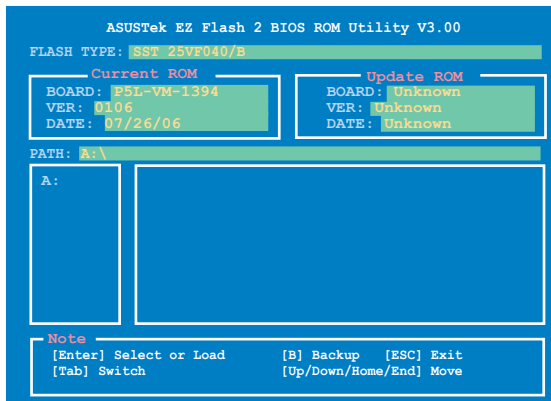 ASUSTek EZ Flash 2 BIOS ROM Utility V3.00
FLASH TYPE: SST 25VF040/B
Current ROM
BOARD: P5L-VM-1394
VER: 0106
DATE: 07/26/06
Update ROM
BOARD: Unknown
VER: Unknown
DATE: Unknown
PATH: A:\
A:
Note
[Enter] Select or Load [B] Backup [ESC] Exit
[Tab] Switch [Up/Down/Home/End] Move